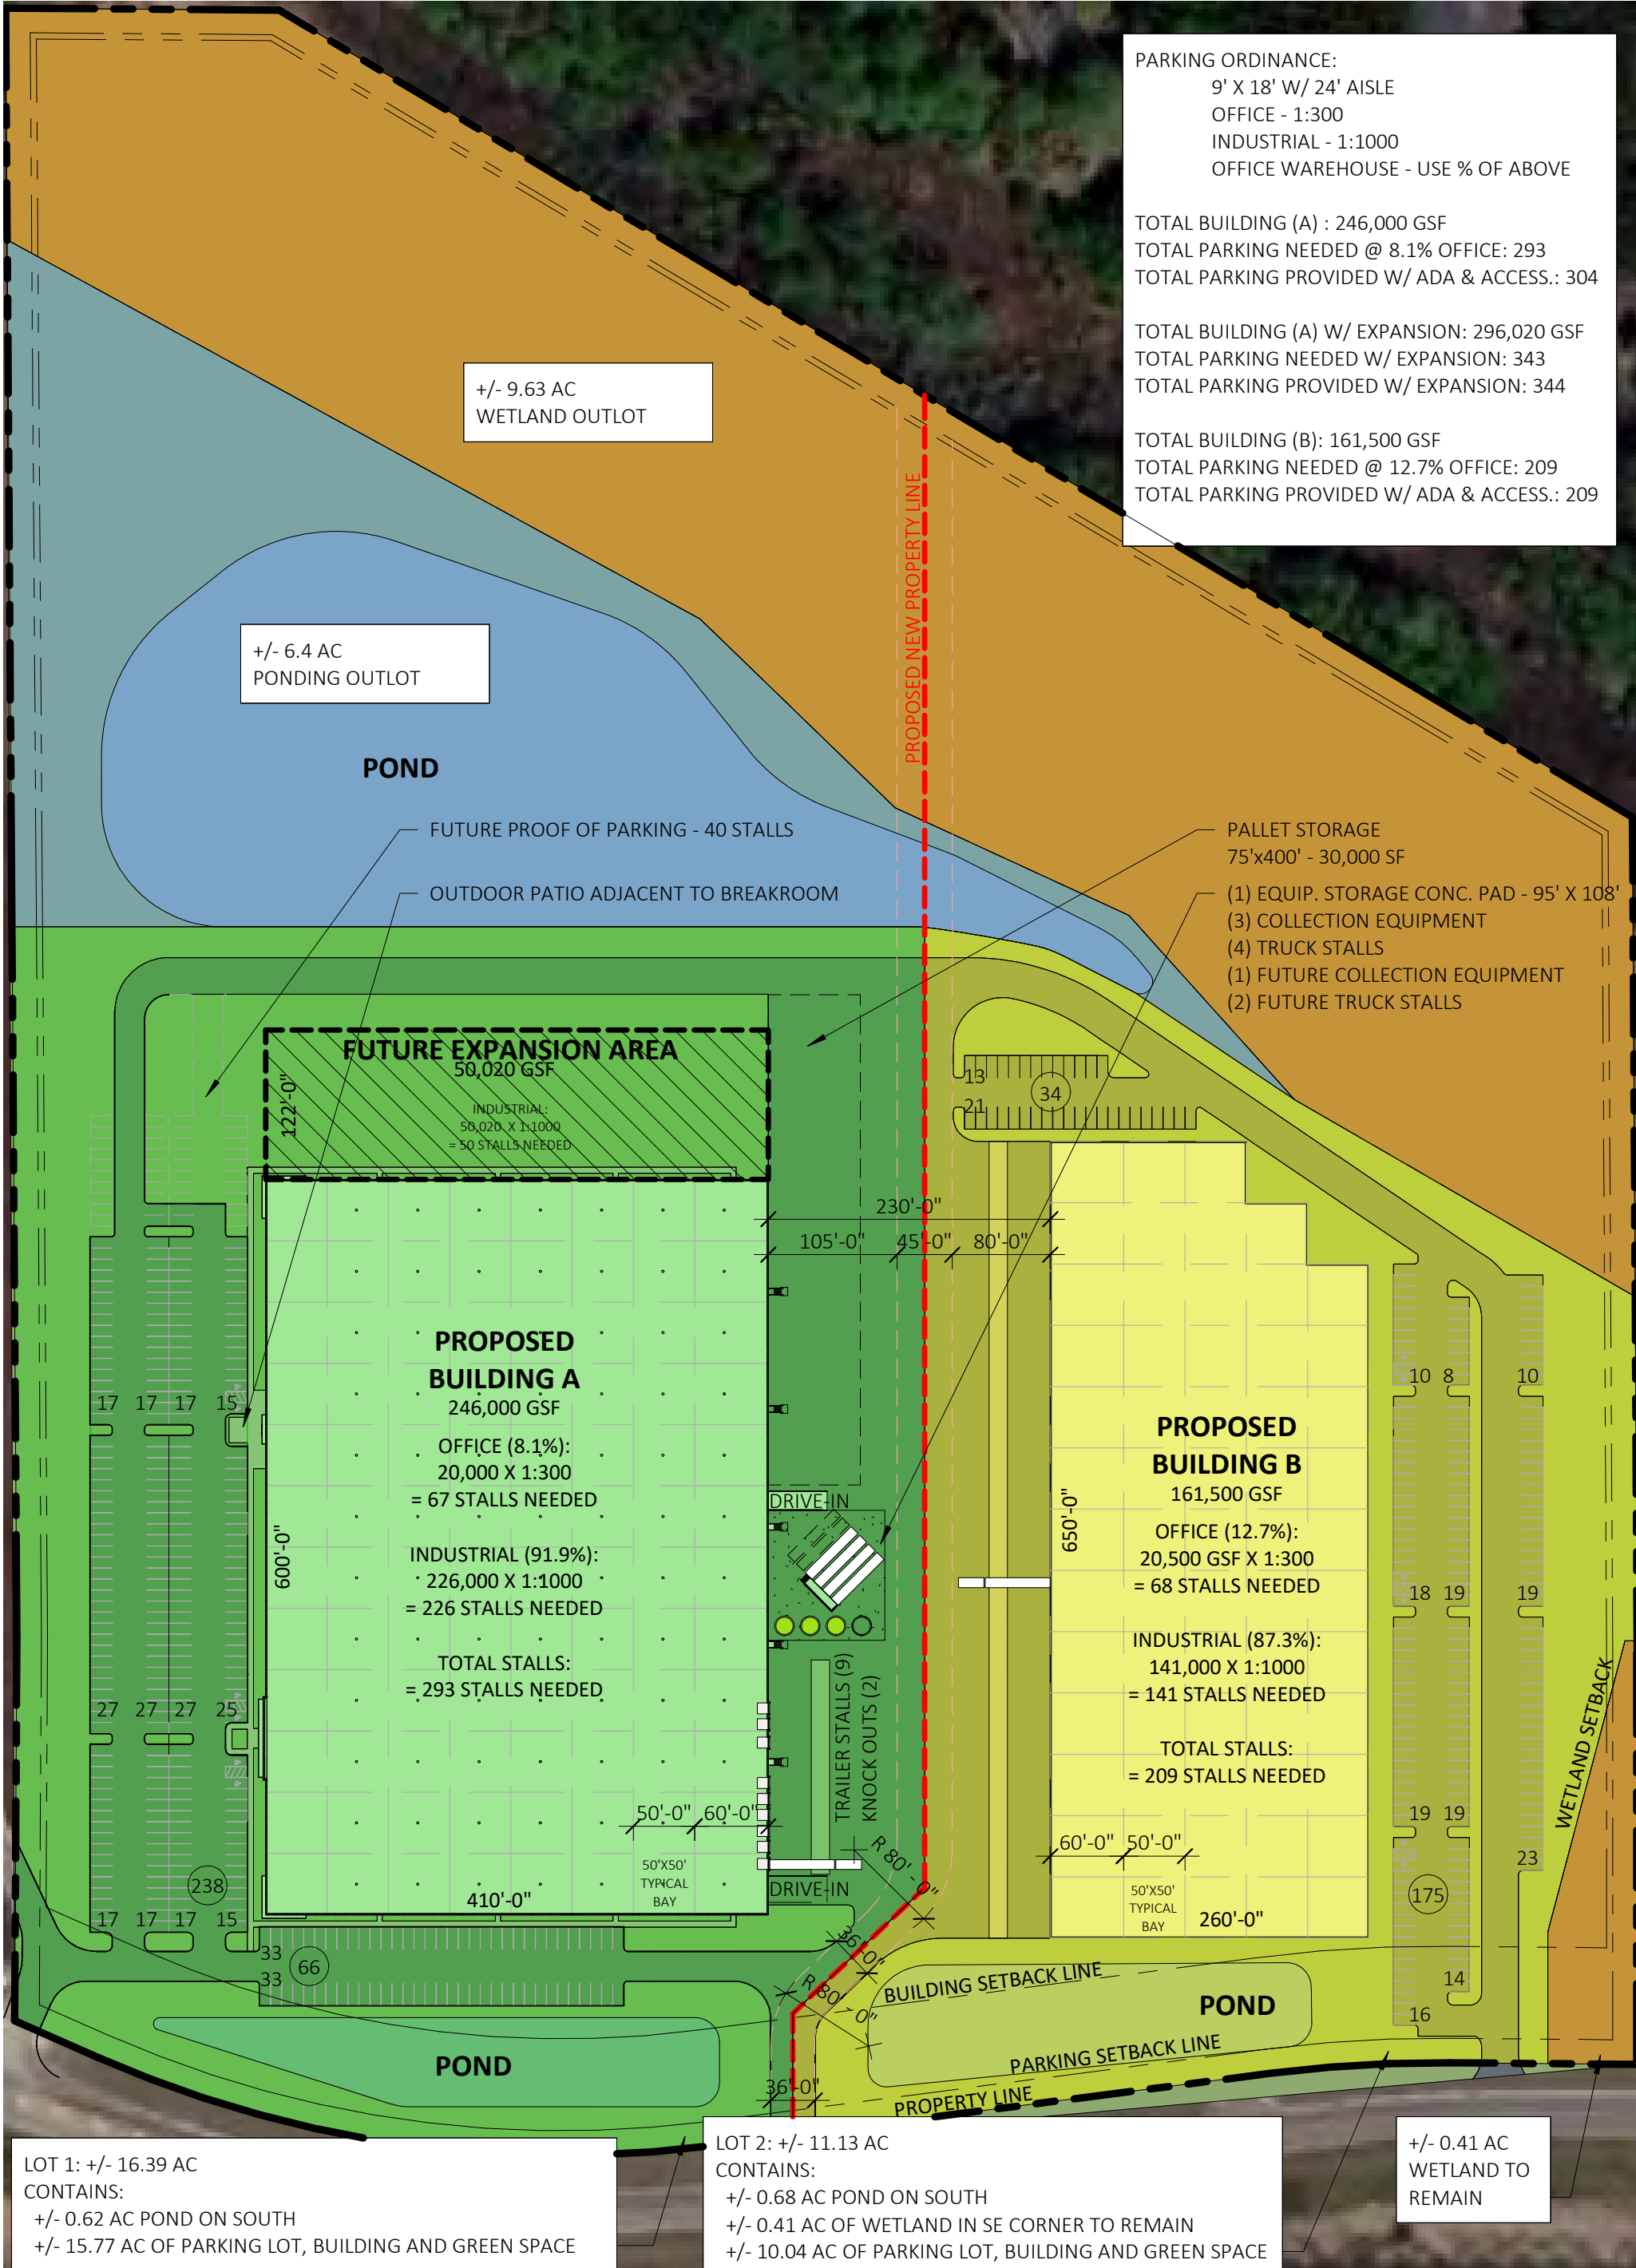 PARKING ORDINANCE:
9' X 18' W/ 24' AISLE
OFFICE - 1:300
INDUSTRIAL - 1:1000
OFFICE WAREHOUSE - USE % OF ABOVE
TOTAL BUILDING (A) : 246,000 GSF
TOTAL PARKING NEEDED @ 8.1% OFFICE: 293
TOTAL PARKING PROVIDED W/ ADA & ACCESS.: 304
TOTAL BUILDING (A) W/ EXPANSION: 296,020 GSF
TOTAL PARKING NEEDED W/ EXPANSION: 343
TOTAL PARKING PROVIDED W/ EXPANSION: 344
TOTAL BUILDING (B): 161,500 GSF
TOTAL PARKING NEEDED @ 12.7% OFFICE: 209
TOTAL PARKING PROVIDED W/ ADA & ACCESS.: 209
+/- 9.63 AC
WETLAND OUTLOT
PROPOSED NEW PROPERTY LINE
+/- 6.4 AC
PONDING OUTLOT
POND
FUTURE PROOF OF PARKING - 40 STALLS
OUTDOOR PATIO ADJACENT TO BREAKROOM
PALLET STORAGE
75'x400' - 30,000 SF
(1) EQUIP. STORAGE CONC. PAD - 95' X 108'
(3) COLLECTION EQUIPMENT
(4) TRUCK STALLS
(1) FUTURE COLLECTION EQUIPMENT
(2) FUTURE TRUCK STALLS
FUTURE EXPANSION AREA
50,020 GSF
122'-0"
INDUSTRIAL:
50,020 X 1:1000
= 50 STALLS NEEDED
13
34
21
230'-0"
105'-0" 45'-0" 80'-0"
PROPOSED
BUILDING A
246,000 GSF
OFFICE (8.1%):
20,000 X 1:300
= 67 STALLS NEEDED
INDUSTRIAL (91.9%):
226,000 X 1:1000
= 226 STALLS NEEDED
TOTAL STALLS:
= 293 STALLS NEEDED
600'-0"
410'-0"
50'-0" 60'-0"
50'X50'
TYPICAL
BAY
17 17 17 15
27 27 27 25
238
17 17 17 15
33
33
66
DRIVE-IN
TRAILER STALLS (9)
KNOCK OUTS (2)
DRIVE-IN
R 80'-0"
36'-0"
R 80'-0"
36'-0"
PROPOSED
BUILDING B
161,500 GSF
OFFICE (12.7%):
20,500 GSF X 1:300
= 68 STALLS NEEDED
INDUSTRIAL (87.3%):
141,000 X 1:1000
= 141 STALLS NEEDED
TOTAL STALLS:
= 209 STALLS NEEDED
650'-0"
60'-0" 50'-0"
50'X50'
TYPICAL
BAY
260'-0"
10 8 10
18 19 19
19 19
23
175
14
16
WETLAND SETBACK
BUILDING SETBACK LINE
POND
PARKING SETBACK LINE
PROPERTY LINE
POND
LOT 1: +/- 16.39 AC
CONTAINS:
+/- 0.62 AC POND ON SOUTH
+/- 15.77 AC OF PARKING LOT, BUILDING AND GREEN SPACE
LOT 2: +/- 11.13 AC
CONTAINS:
+/- 0.68 AC POND ON SOUTH
+/- 0.41 AC OF WETLAND IN SE CORNER TO REMAIN
+/- 10.04 AC OF PARKING LOT, BUILDING AND GREEN SPACE
+/- 0.41 AC
WETLAND TO
REMAIN